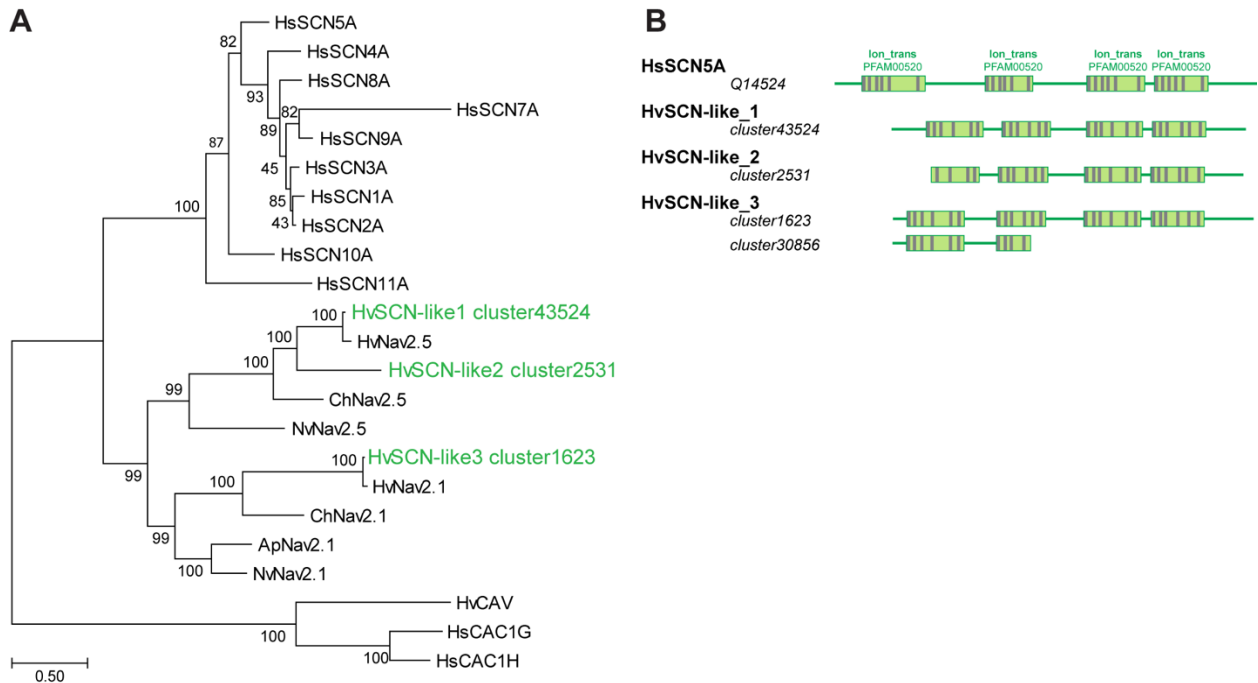 A
HsSCN5A
82
HsSCN4A
HsSCN8A
93
HsSCN7A
82
89
HsSCN9A
87
HsSCN3A
45
HsSCN1A
85
HsSCN2A
43
100
HsSCN10A
HsSCN11A
HvSCN-like1 cluster43524
100
HvNav2.5
100
HvSCN-like2 cluster2531
100
ChNav2.5
99
NvNav2.5
HvSCN-like3 cluster1623
100
99
HvNav2.1
100
ChNav2.1
99
ApNav2.1
100
NvNav2.1
HvCAV
100
HsCAC1G
100
HsCAC1H
0.50
B
Ion_trans Ion_trans Ion_trans Ion_trans
PFAM00520 PFAM00520 PFAM00520 PFAM00520
HsSCN5A
Q14524
HvSCN-like_1
cluster43524
HvSCN-like_2
cluster2531
HvSCN-like_3
cluster1623
cluster30856